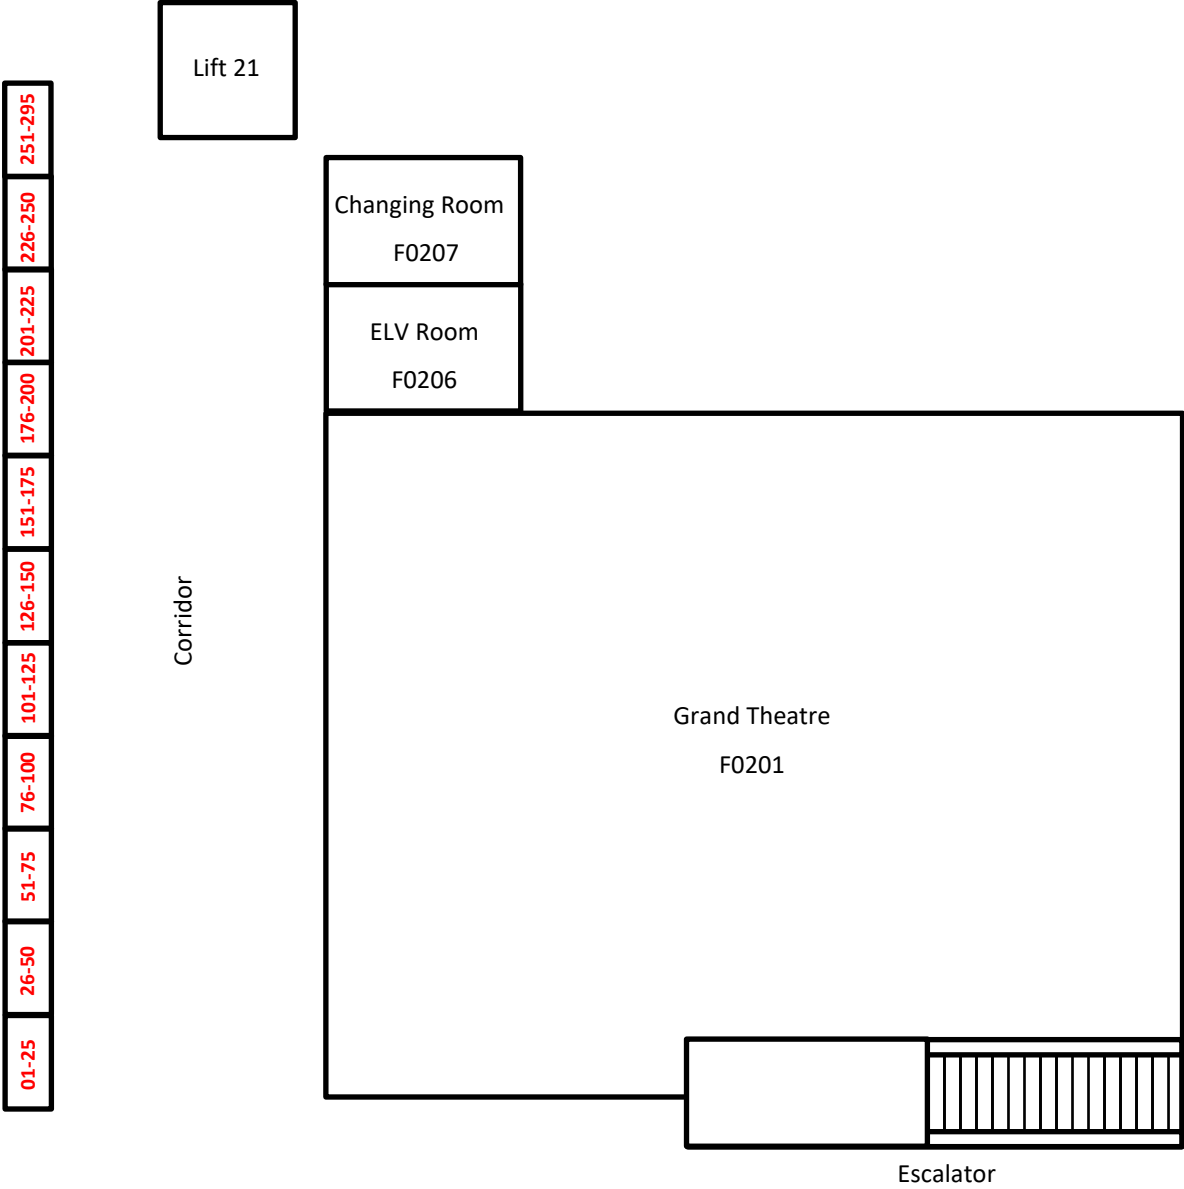 Lift 21
251-295
226-250
201-225
176-200
151-175
126-150
101-125
76-100
51-75
26-50
01-25
Corridor
Changing Room
F0207
ELV Room
F0206
Grand Theatre
F0201
Escalator